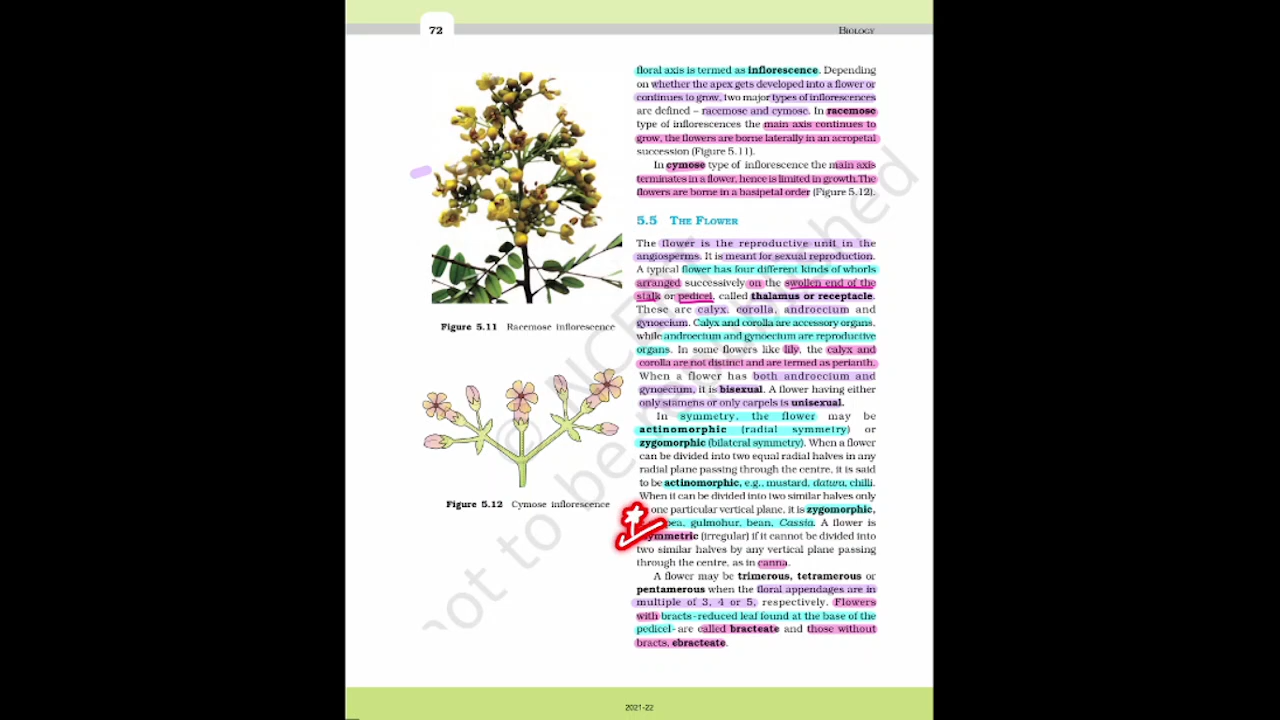 72
BIOLOGY
floral axis is termed as inflorescence. Depending
on whether the apex gets developed into a flower or
continues to grow, two major types of inflorescences
are defined – racemose and cymose. In racemose
type of inflorescences the main axis continues to
grow, the flowers are borne laterally in an acropetal
succession (Figure 5.11).
In cymose type of inflorescence the main axis
terminates in a flower, hence is limited in growth.The
flowers are borne in a basipetal order (Figure 5.12).
5.5 THE FLOWER
The flower is the reproductive unit in the
angiosperms. It is meant for sexual reproduction.
A typical flower has four different kinds of whorls
arranged successively on the swollen end of the
stalk or pedicel, called thalamus or receptacle.
These are calyx, corolla, androecium and
gynoecium. Calyx and corolla are accessory organs,
while androecium and gynoecium are reproductive
organs. In some flowers like lily, the calyx and
corolla are not distinct and are termed as perianth.
When a flower has both androecium and
gynoecium, it is bisexual. A flower having either
only stamens or only carpels is unisexual.
In symmetry, the flower may be
actinomorphic (radial symmetry) or
zygomorphic (bilateral symmetry). When a flower
can be divided into two equal radial halves in any
radial plane passing through the centre, it is said
to be actinomorphic, e.g., mustard, datura, chilli.
When it can be divided into two similar halves only
one particular vertical plane, it is zygomorphic,
pea, gulmohur, bean, Cassia. A flower is
(irregular) if it cannot be divided into
two similar halves by any vertical plane passing
through the centre, as in canna.
A flower may be trimerous, tetramerous or
pentamerous when the floral appendages are in
multiple of 3, 4 or 5, respectively. Flowers
with bracts-reduced leaf found at the base of the
pedicel- are called bracteate and those without
bracts, ebracteate.
Figure 5.11 Racemose inflorescence
Figure 5.12 Cymose inflorescence
not to be republished
© NCERT
2021-22